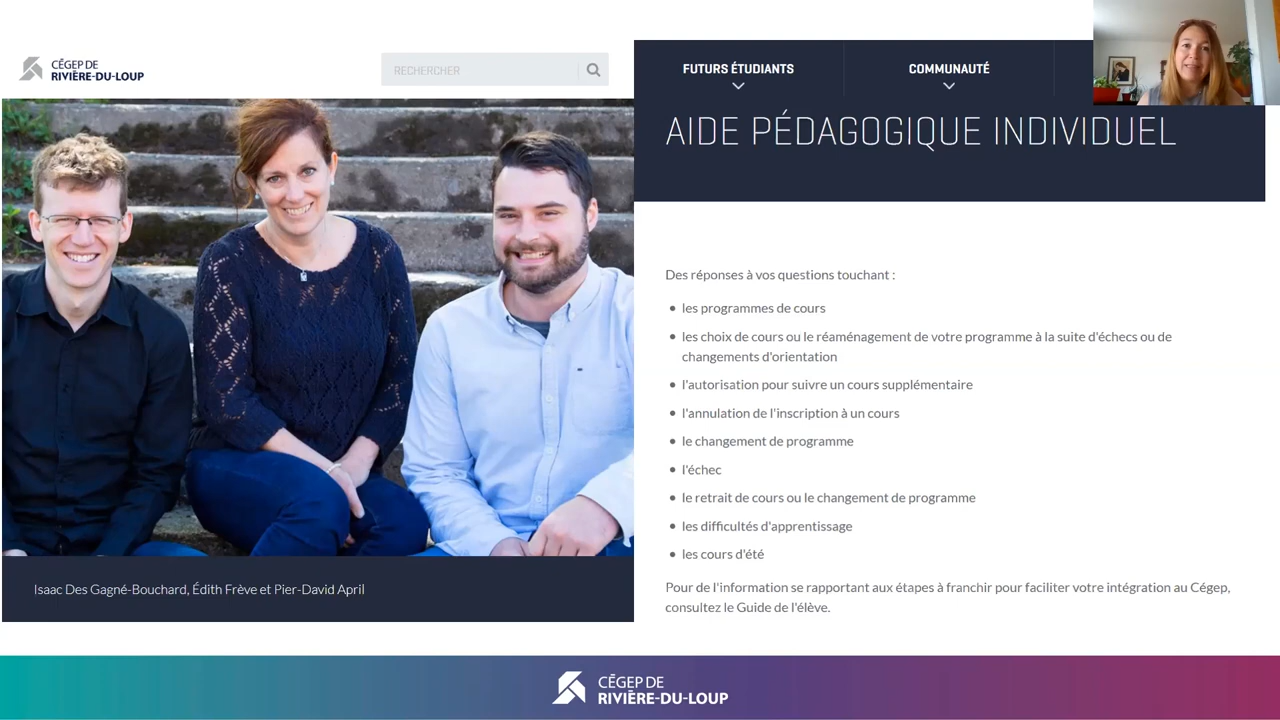 CÉGEP DE
RIVIÈRE-DU-LOUP
RECHERCHER
FUTURS ÉTUDIANTS
COMMUNAUTÉ
AIDE PÉDAGOGIQUE INDIVIDUEL
Des réponses à vos questions touchant :
• les programmes de cours
• les choix de cours ou le réaménagement de votre programme à la suite d'échecs ou de
changements d'orientation
• l'autorisation pour suivre un cours supplémentaire
• l'annulation de l'inscription à un cours
• le changement de programme
• l'échec
• le retrait de cours ou le changement de programme
• les difficultés d'apprentissage
• les cours d'été
Pour de l'information se rapportant aux étapes à franchir pour faciliter votre intégration au Cégep,
consultez le Guide de l'élève.
Isaac Des Gagné-Bouchard, Édith Frève et Pier-David April
CÉGEP DE
RIVIÈRE-DU-LOUP